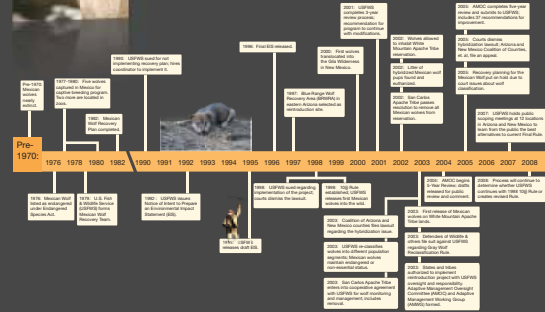 2001: USFWS
completes 3-year
review process;
recommendation for
program to continue
with modifications.
2005: AMOC completes five-year
review and submits to USFWS;
includes 37 recommendations for
improvement.
2005: Courts dismiss
hybridization lawsuit; Arizona and
New Mexico Coalition of Counties,
et. al, file an appeal.
2005: Recovery planning for the
Mexican Wolf put on hold due to
court issues about wolf
classification.
2002: Wolves allowed
to inhabit White
Mountain Apache Tribe
reservation.
2002: Litter of
hybridized Mexican wolf
pups found and
euthanized.
2002: San Carlos
Apache Tribe passes
resolution to remove all
Mexican wolves from
reservation.
1990: USFWS sued for not
implementing recovery plan; hires
coordinator to implement it.
1996: Final EIS released.
2000: First wolves
translocated into
the Gila Wilderness
in New Mexico.
Pre-1970:
Mexican
wolves
nearly
extinct.
1977-1980: Five wolves
captured in Mexico for
captive-breeding program.
Two more are located in
zoos.
1982: Mexican
Wolf Recovery
Plan completed.
1997: Blue Range Wolf
Recovery Area (BRWRA) in
eastern Arizona selected as
reintroduction site.
2007: USFWS holds public
scoping meetings at 12 locations
in Arizona and New Mexico to
learn from the public the best
alternatives to current Final Rule.
Pre-
1970:
1976 1978 1980 1982 1990 1991 1992 1993 1994 1995 1996 1997 1998 1999 2000 2001 2002 2003 2004 2005 2006 2007 2008
1976: Mexican Wolf
listed as endangered
under Endangered
Species Act.
1979: U.S. Fish
& Wildlife Service
(USFWS) forms
Mexican Wolf
Recovery Team.
1992: USFWS issues
Notice of Intent to Prepare
an Environmental Impact
Statement (EIS).
1995: USFWS
releases draft EIS.
1998: USFWS sued regarding
implementation of the project;
courts dismiss the lawsuit.
1998: 10(j) Rule
established; USFWS
releases first Mexican
wolves into the wild.
2005: AMOC begins
5-Year Review; drafts
released for public
review and comment.
2008: Process will continue to
determine whether USFWS
continues with 1998 10(j) Rule or
creates revised Rule.
2003: Coalition of Arizona and
New Mexico counties files lawsuit
regarding the hybridization issue.
2003: USFWS re-classifies
wolves into different population
segments; Mexican wolves
maintain endangered or
non-essential status.
2003: San Carlos Apache Tribe
enters into cooperative agreement
with USFWS for wolf monitoring
and management; includes
removal.
2003: First release of Mexican
wolves on White Mountain Apache
Tribe lands.
2003: Defenders of Wildlife &
others file suit against USFWS
regarding Gray Wolf
Reclassification Rule.
2003: States and tribes
authorized to implement
reintroduction project with USFWS
oversight and responsibility.
Adaptive Management Oversight
Committee (AMOC) and Adaptive
Management Working Group
(AMWG) formed.